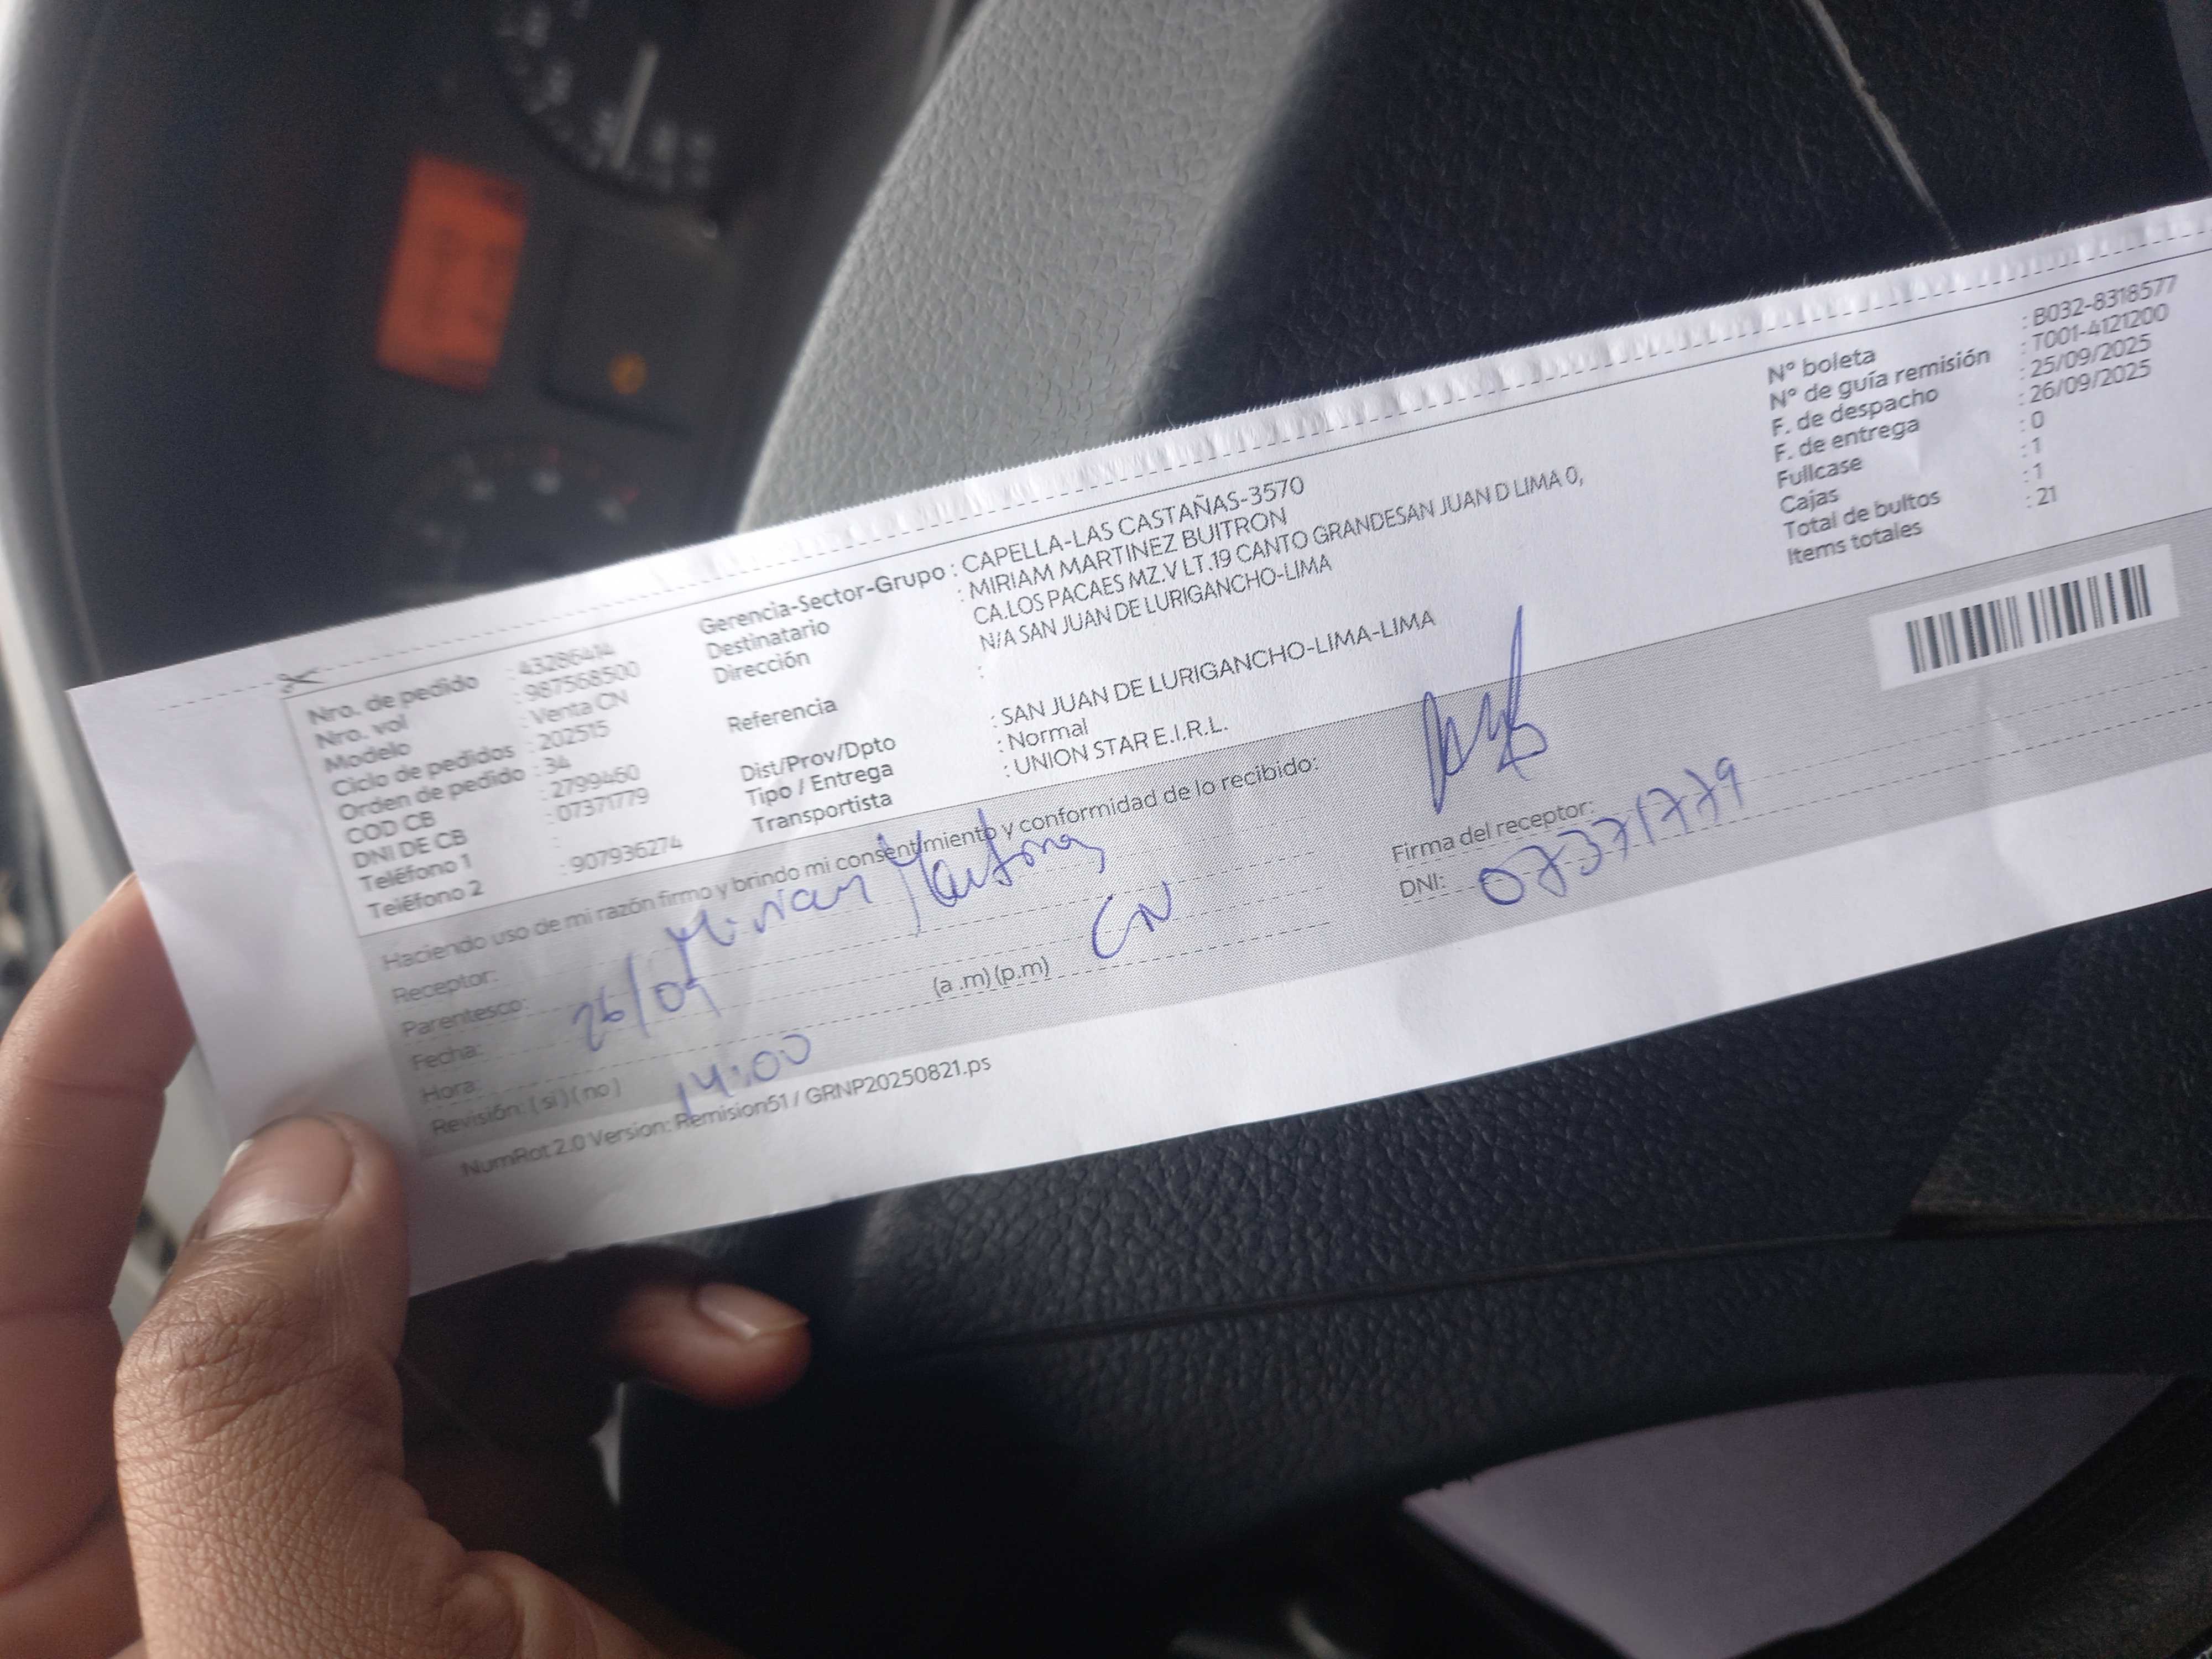 Nro. de pedido : 43286414
Nro. vol : 987568500
Modelo : Venta CN
Ciclo de pedidos : 202515
Orden de pedido : 34
COD CB : 2799460
DNI DE CB : 07371779
Teléfono 1 :
Teléfono 2 : 907936274
Gerencia-Sector-Grupo : CAPELLA-LAS CASTAÑAS-3570
Destinatario : MIRIAM MARTINEZ BUITRON
Dirección CA.LOS PACAES MZ.V LT.19 CANTO GRANDESAN JUAN D LIMA 0,
N/A SAN JUAN DE LURIGANCHO-LIMA
Referencia :
Dist/Prov/Dpto : SAN JUAN DE LURIGANCHO-LIMA-LIMA
Tipo / Entrega : Normal
Transportista : UNION STAR E.I.R.L.
N° boleta : B032-8318577
N° de guía remisión : T001-4121200
F. de despacho : 25/09/2025
F. de entrega : 26/09/2025
Fullcase : 0
Cajas : 1
Total de bultos : 1
Items totales : 21
Haciendo uso de mi razón firmo y brindo mi consentimiento y conformidad de lo recibido:
Receptor: Mirian
Parentesco: CN
Fecha: 26/09
Hora: 14:00 (a .m) (p.m)
Revisión: ( si ) ( no )
Firma del receptor:
DNI: 07371779
NumRot 2.0 Version: Remision51 / GRNP20250821.ps